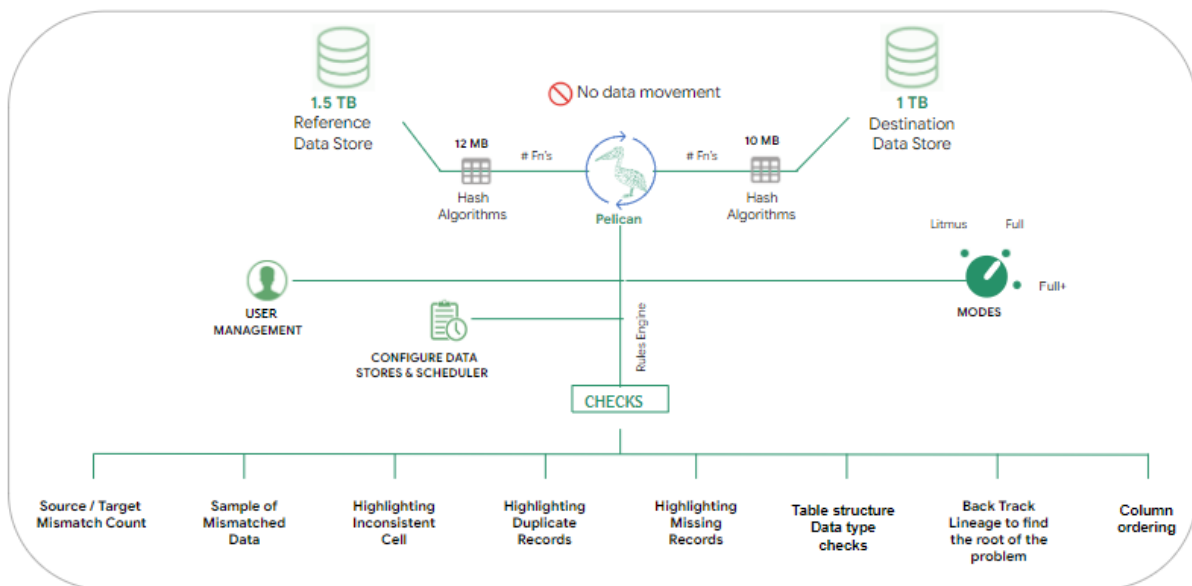 1.5 TB
Reference
Data Store
No data movement
1 TB
Destination
Data Store
12 MB
# Fn's
# Fn's
10 MB
Hash
Algorithms
Pelican
Hash
Algorithms
Litmus
Full
Full+
MODES
USER
MANAGEMENT
CONFIGURE DATA
STORES & SCHEDULER
Rules Engine
CHECKS
Source / Target
Mismatch Count
Sample of
Mismatched
Data
Highlighting
Inconsistent
Cell
Highlighting
Duplicate
Records
Highlighting
Missing
Records
Table structure
Data type
checks
Back Track
Lineage to find
the root of the
problem
Column
ordering